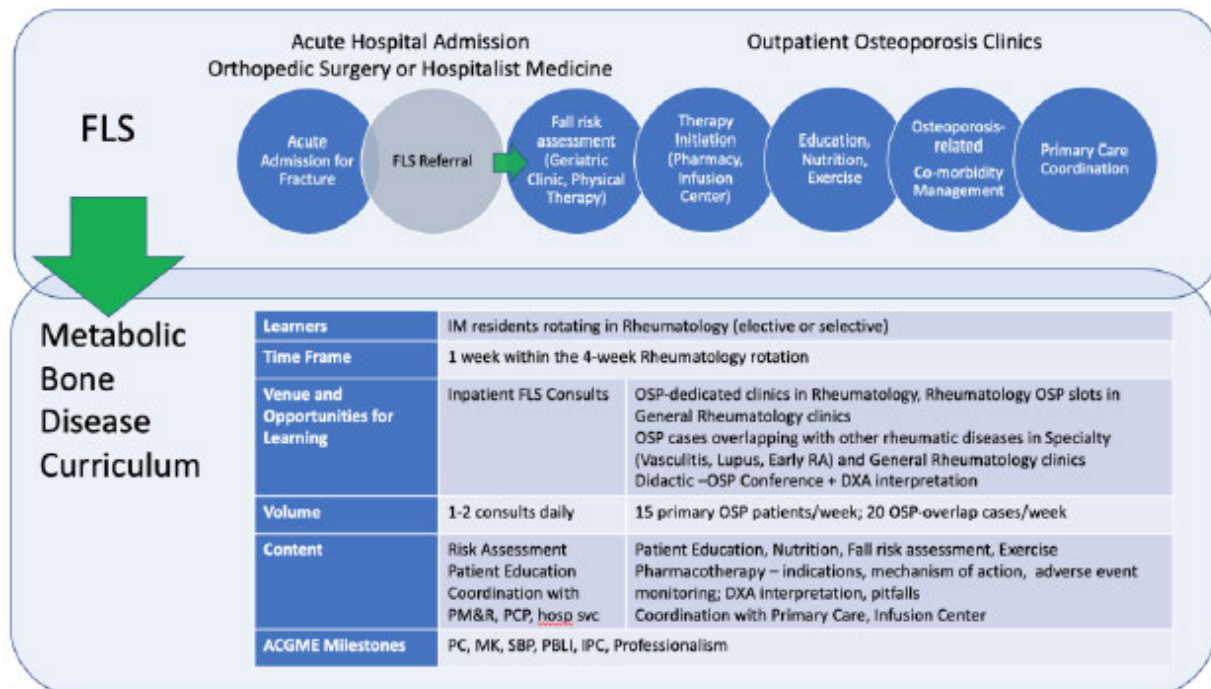 Acute Hospital Admission
Orthopedic Surgery or Hospitalist Medicine
Outpatient Osteoporosis Clinics
FLS
Acute
Admission for
Fracture
FLS Referral
Fall risk
assessment
(Geriatric
Clinic, Physical
Therapy)
Therapy
Initiation
(Pharmacy,
Infusion
Center)
Education,
Nutrition,
Exercise
Osteoporosis-
related
Co-morbidity
Management
Primary Care
Coordination
Metabolic
Bone
Disease
Curriculum
Learners
IM residents rotating in Rheumatology (elective or selective)
Time Frame
1 week within the 4-week Rheumatology rotation
Venue and
Opportunities for
Learning
Inpatient FLS Consults
OSP-dedicated clinics in Rheumatology, Rheumatology OSP slots in
General Rheumatology clinics
OSP cases overlapping with other rheumatic diseases in Specialty
(Vasculitis, Lupus, Early RA) and General Rheumatology clinics
Didactic –OSP Conference + DXA interpretation
Volume
1-2 consults daily
15 primary OSP patients/week; 20 OSP-overlap cases/week
Content
Risk Assessment
Patient Education
Coordination with
PM&R, PCP, hosp svc
Patient Education, Nutrition, Fall risk assessment, Exercise
Pharmacotherapy – indications, mechanism of action, adverse event
monitoring; DXA interpretation, pitfalls
Coordination with Primary Care, Infusion Center
ACGME Milestones
PC, MK, SBP, PBLI, IPC, Professionalism